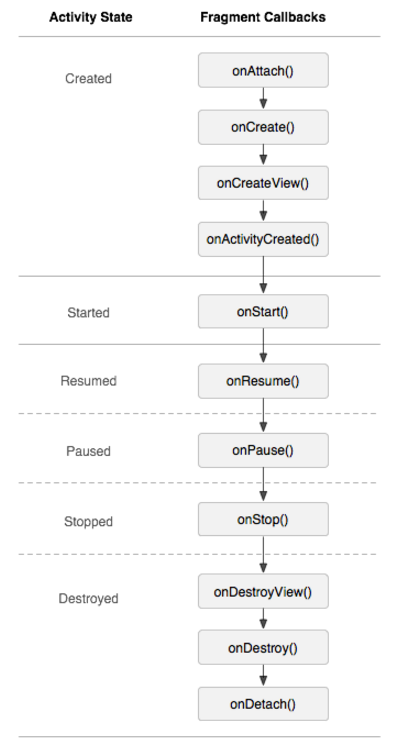 Activity State Fragment Callbacks
Created
onAttach()
onCreate()
onCreateView()
onActivityCreated()
Started
onStart()
Resumed
onResume()
Paused
onPause()
Stopped
onStop()
Destroyed
onDestroyView()
onDestroy()
onDetach()